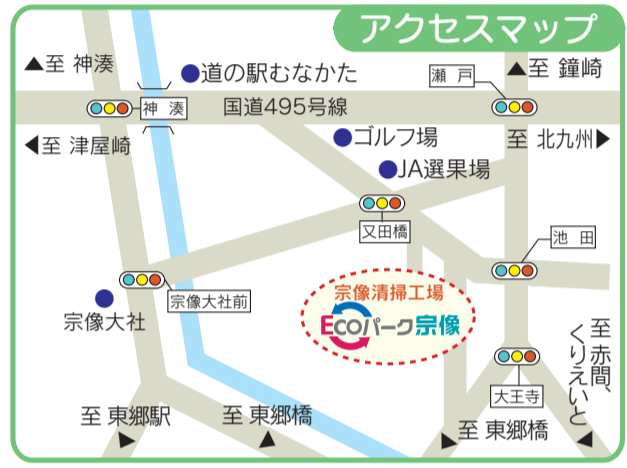 アクセスマップ
▲至 神湊
●道の駅むなかた
瀬 戸
▲至 鐘崎
神 湊
国道495号線
◀至 津屋崎
●ゴルフ場
至 北九州▶
●JA選果場
又田橋
池 田
宗像大社前
宗像大社
宗像清掃工場
Ecoパーク宗像
至 赤間、
くりえいと
大王寺
至 東郷駅
至 東郷橋
至 東郷橋